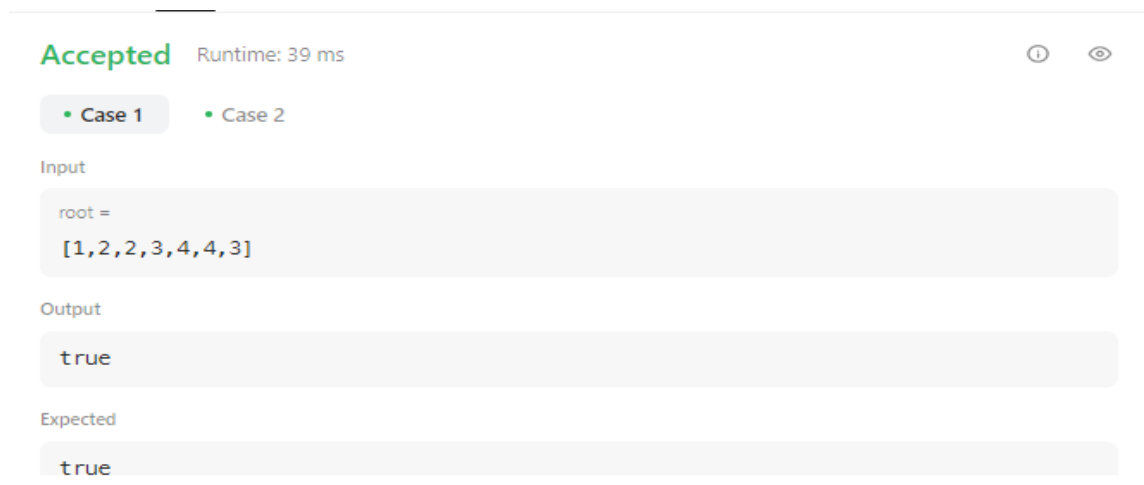 Accepted Runtime: 39 ms
• Case 1 • Case 2
Input
root =
[1,2,2,3,4,4,3]
Output
true
Expected
true